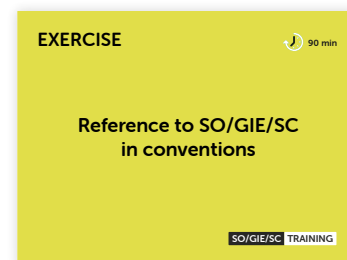 EXERCISE
90 min
Reference to SO/GIE/SC
in conventions
SO/GIE/SC TRAINING